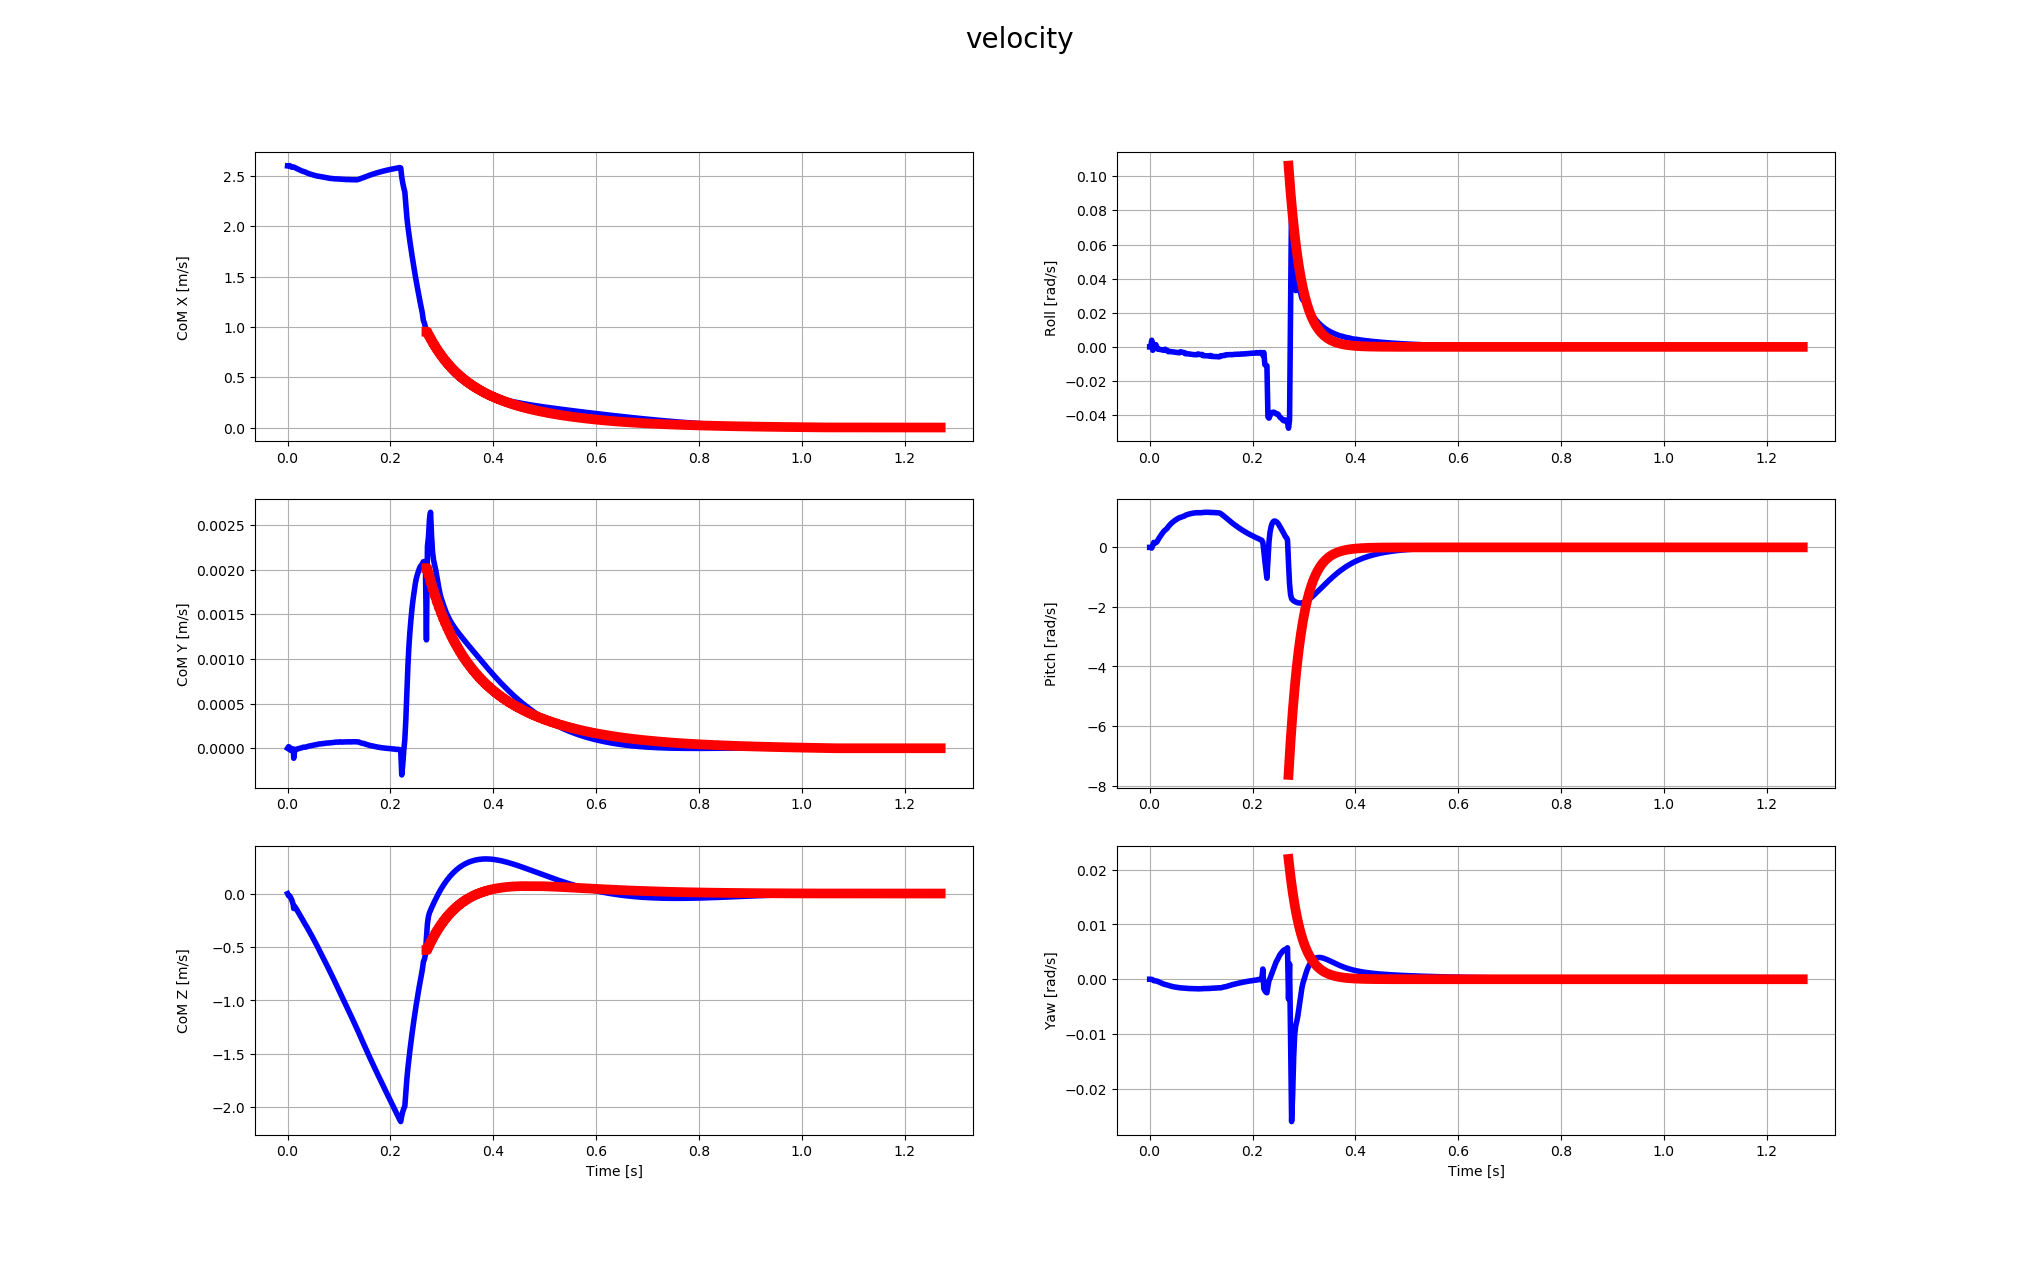 velocity
CoM X [m/s]
2.5
2.0
1.5
1.0
0.5
0.0
0.0 0.2 0.4 0.6 0.8 1.0 1.2
Roll [rad/s]
0.10
0.08
0.06
0.04
0.02
0.00
−0.02
−0.04
0.0 0.2 0.4 0.6 0.8 1.0 1.2
CoM Y [m/s]
0.0025
0.0020
0.0015
0.0010
0.0005
0.0000
0.0 0.2 0.4 0.6 0.8 1.0 1.2
Pitch [rad/s]
0
−2
−4
−6
−8
0.0 0.2 0.4 0.6 0.8 1.0 1.2
CoM Z [m/s]
0.0
−0.5
−1.0
−1.5
−2.0
0.0 0.2 0.4 0.6 0.8 1.0 1.2
Time [s]
Yaw [rad/s]
0.02
0.01
0.00
−0.01
−0.02
0.0 0.2 0.4 0.6 0.8 1.0 1.2
Time [s]